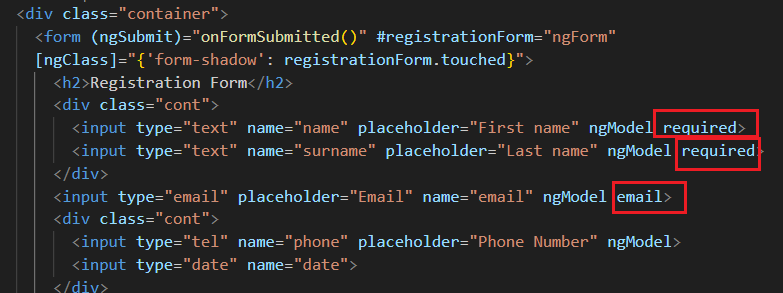 <div class="container">
<form (ngSubmit)="onFormSubmitted()" #registrationForm="ngForm"
[ngClass]="{'form-shadow': registrationForm.touched}">
<h2>Registration Form</h2>
<div class="cont">
<input type="text" name="name" placeholder="First name" ngModel required>
<input type="text" name="surname" placeholder="Last name" ngModel required>
</div>
<input type="email" placeholder="Email" name="email" ngModel email>
<div class="cont">
<input type="tel" name="phone" placeholder="Phone Number" ngModel>
<input type="date" name="date">
</div>